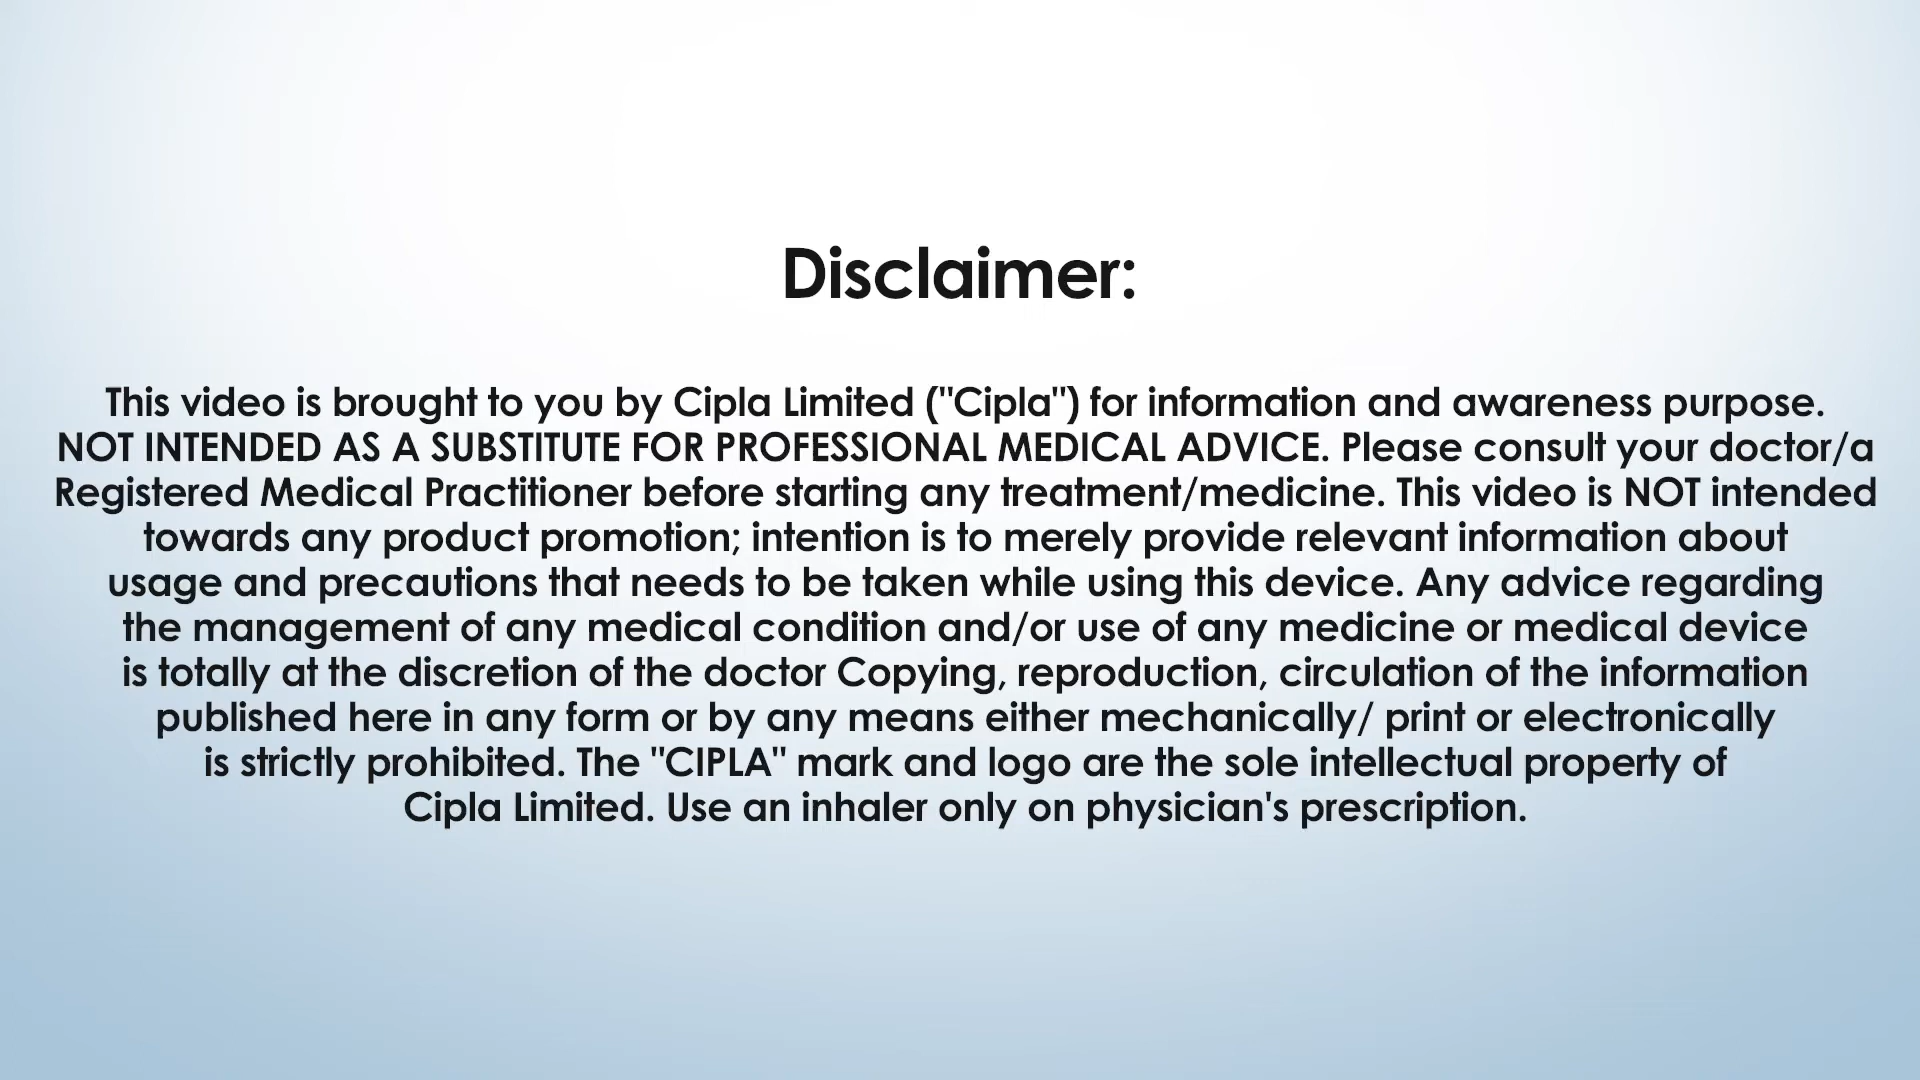 Disclaimer:
This video is brought to you by Cipla Limited ("Cipla") for information and awareness purpose.
NOT INTENDED AS A SUBSTITUTE FOR PROFESSIONAL MEDICAL ADVICE. Please consult your doctor/a
Registered Medical Practitioner before starting any treatment/medicine. This video is NOT intended
towards any product promotion; intention is to merely provide relevant information about
usage and precautions that needs to be taken while using this device. Any advice regarding
the management of any medical condition and/or use of any medicine or medical device
is totally at the discretion of the doctor Copying, reproduction, circulation of the information
published here in any form or by any means either mechanically/ print or electronically
is strictly prohibited. The "CIPLA" mark and logo are the sole intellectual property of
Cipla Limited. Use an inhaler only on physician's prescription.